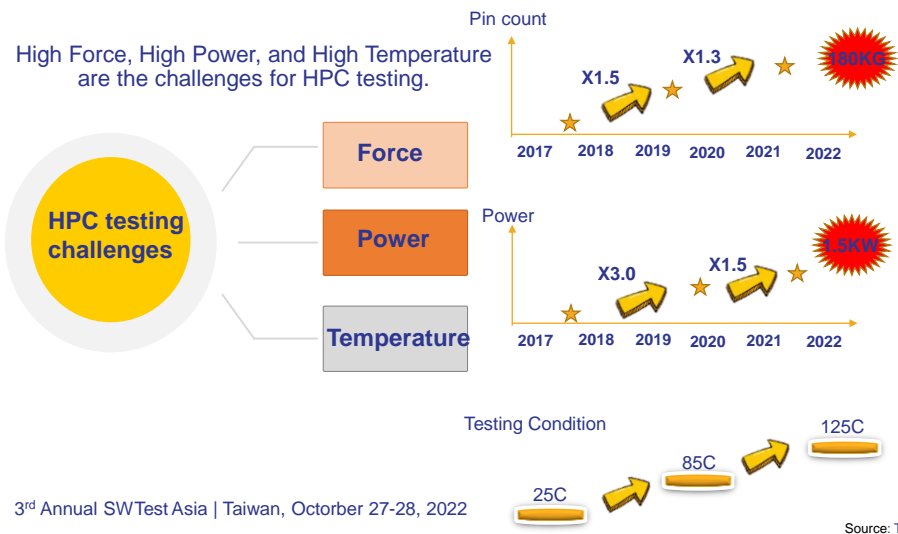 High Force, High Power, and High Temperature
are the challenges for HPC testing.
HPC testing
challenges
Force
Power
Temperature
Pin count
X1.5
X1.3
180KG
2017 2018 2019 2020 2021 2022
Power
X3.0
X1.5
1.5KW
2017 2018 2019 2020 2021 2022
Testing Condition
25C
85C
125C
3rd Annual SWTest Asia | Taiwan, Octorber 27-28, 2022
Source: T